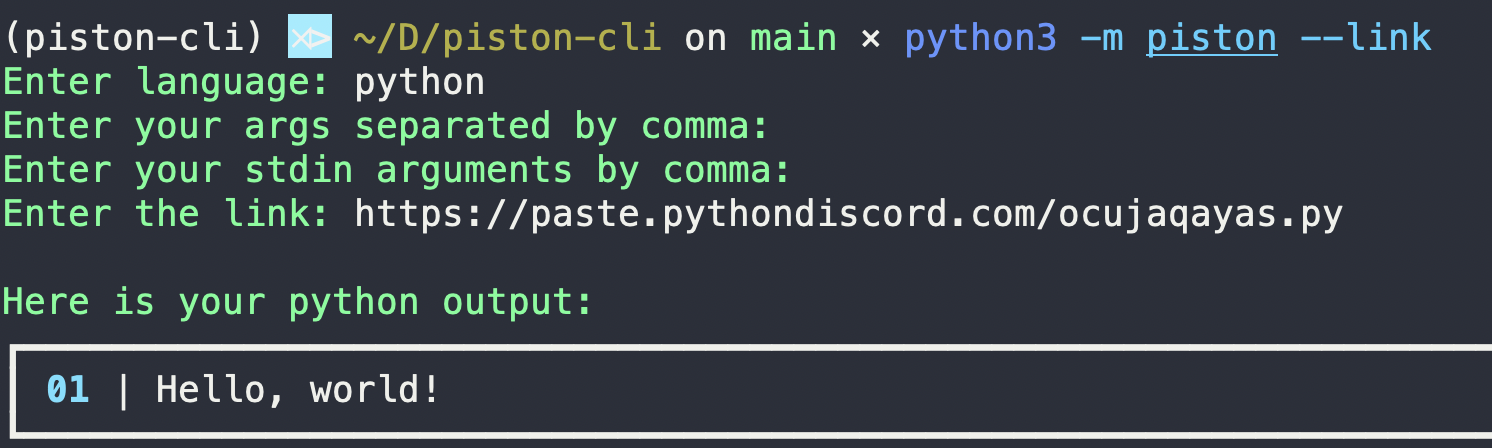 (piston-cli) ⋊> ~/D/piston-cli on main × python3 -m piston --link
Enter language: python
Enter your args separated by comma:
Enter your stdin arguments by comma:
Enter the link: https://paste.pythondiscord.com/ocujaqayas.py
Here is your python output:
01 | Hello, world!